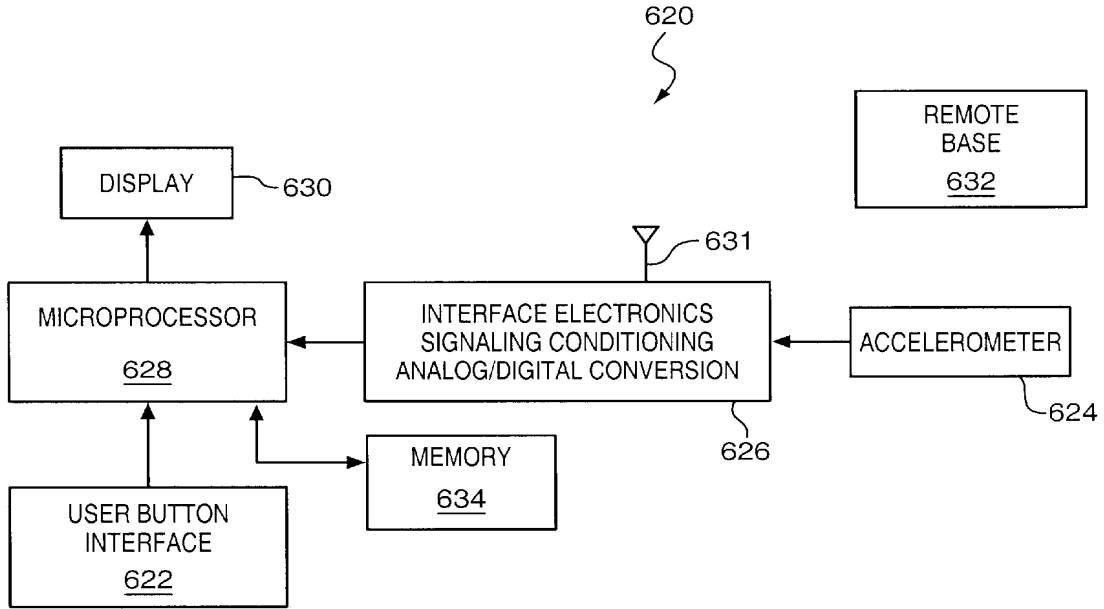 620
REMOTE
BASE
632
DISPLAY
630
631
MICROPROCESSOR
628
INTERFACE ELECTRONICS
SIGNALING CONDITIONING
ANALOG/DIGITAL CONVERSION
626
ACCELEROMETER
624
MEMORY
634
USER BUTTON
INTERFACE
622